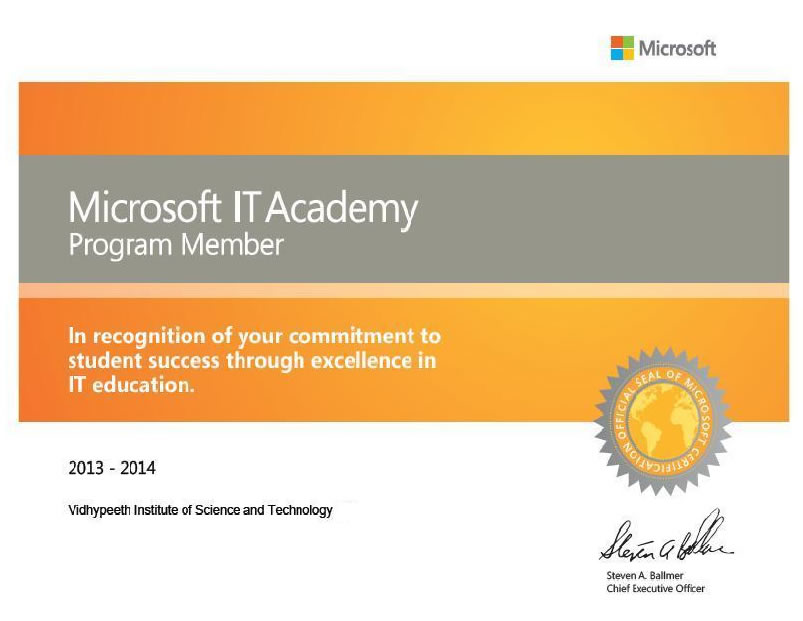 Microsoft
Microsoft IT Academy
Program Member
In recognition of your commitment to
student success through excellence in
IT education.
OFFICIAL SEAL OF MICROSOFT CERTIFICATION
2013 - 2014
Vidhypeeth Institute of Science and Technology
Steven A Ballmer
Steven A. Ballmer
Chief Executive Officer